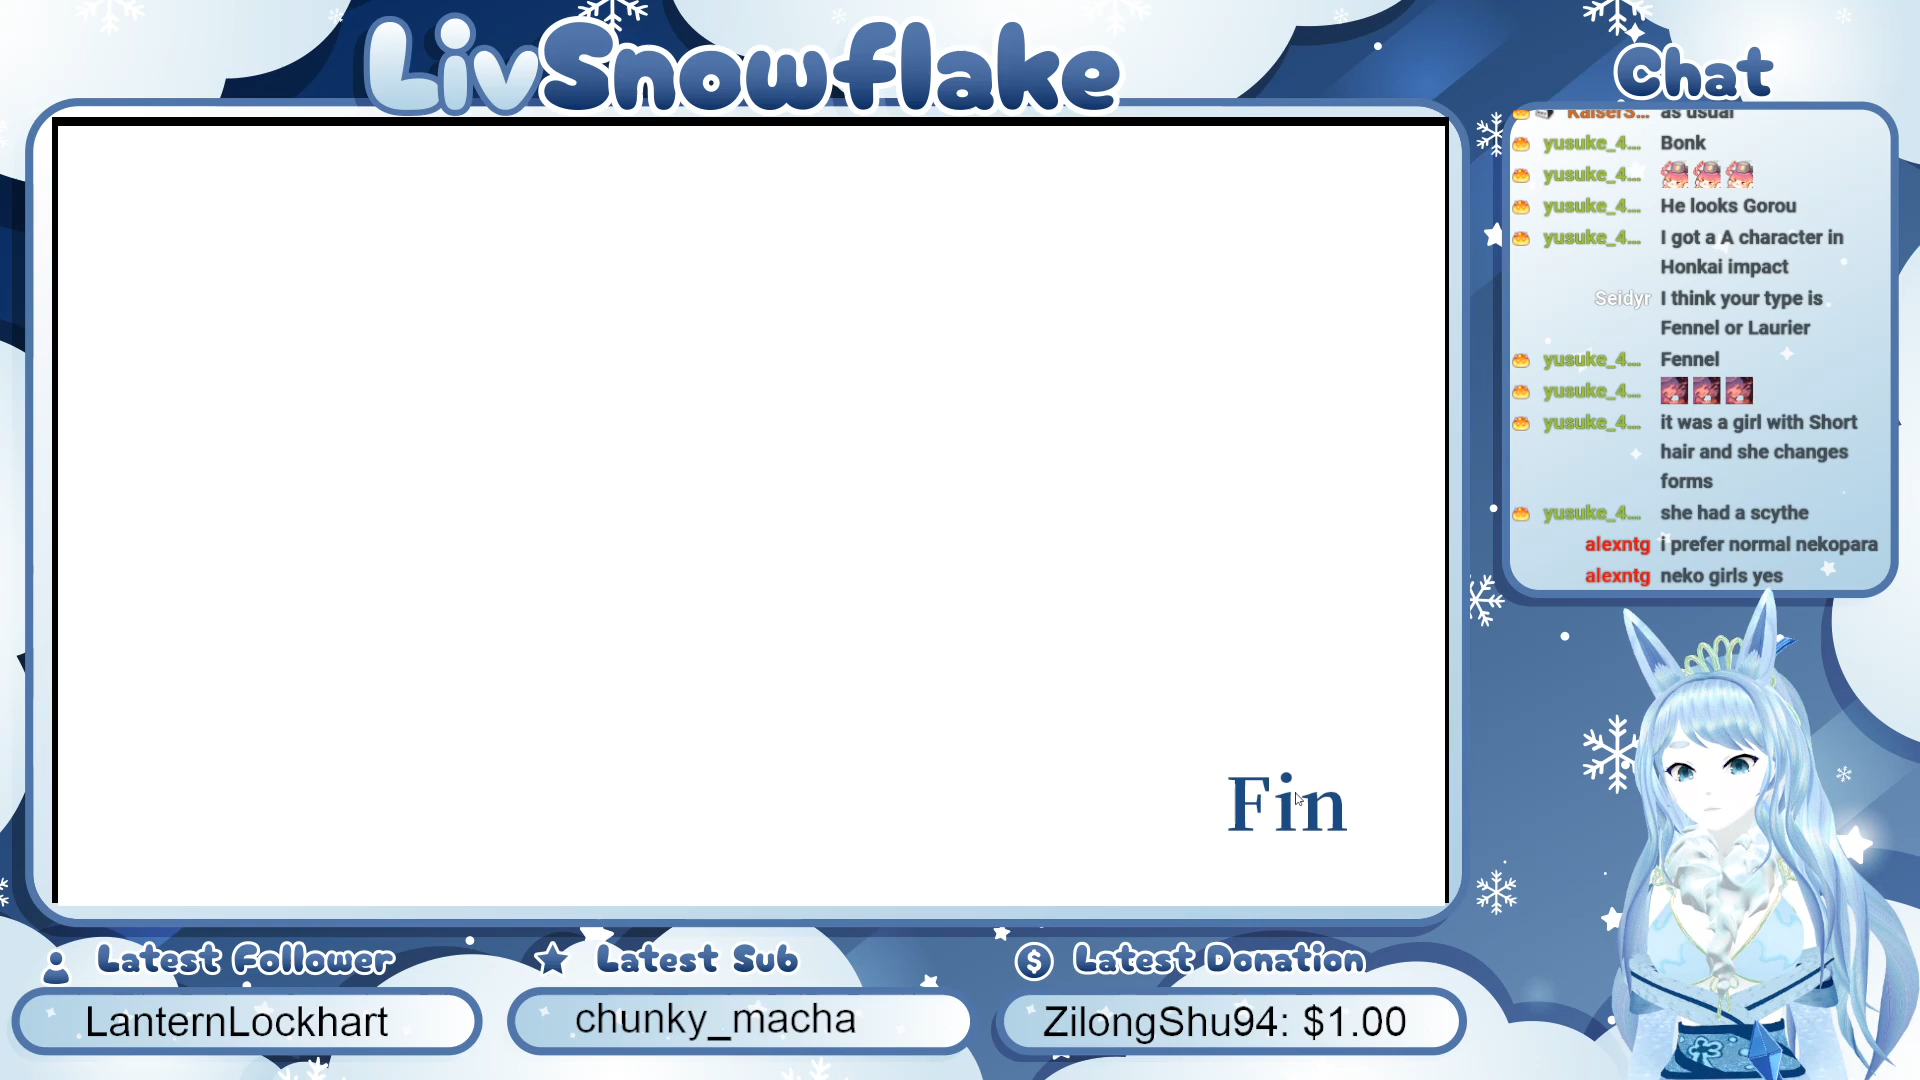 LivSnowflake
Chat
KaiserS... as usual
yusuke_4... Bonk
yusuke_4...
yusuke_4... He looks Gorou
yusuke_4... I got a A character in
Honkai impact
Seidyr I think your type is
Fennel or Laurier
yusuke_4... Fennel
yusuke_4...
yusuke_4... it was a girl with Short
hair and she changes
forms
yusuke_4... she had a scythe
alexntg i prefer normal nekopara
alexntg neko girls yes
Fin
Latest Follower
LanternLockhart
Latest Sub
chunky_macha
Latest Donation
ZilongShu94: $1.00